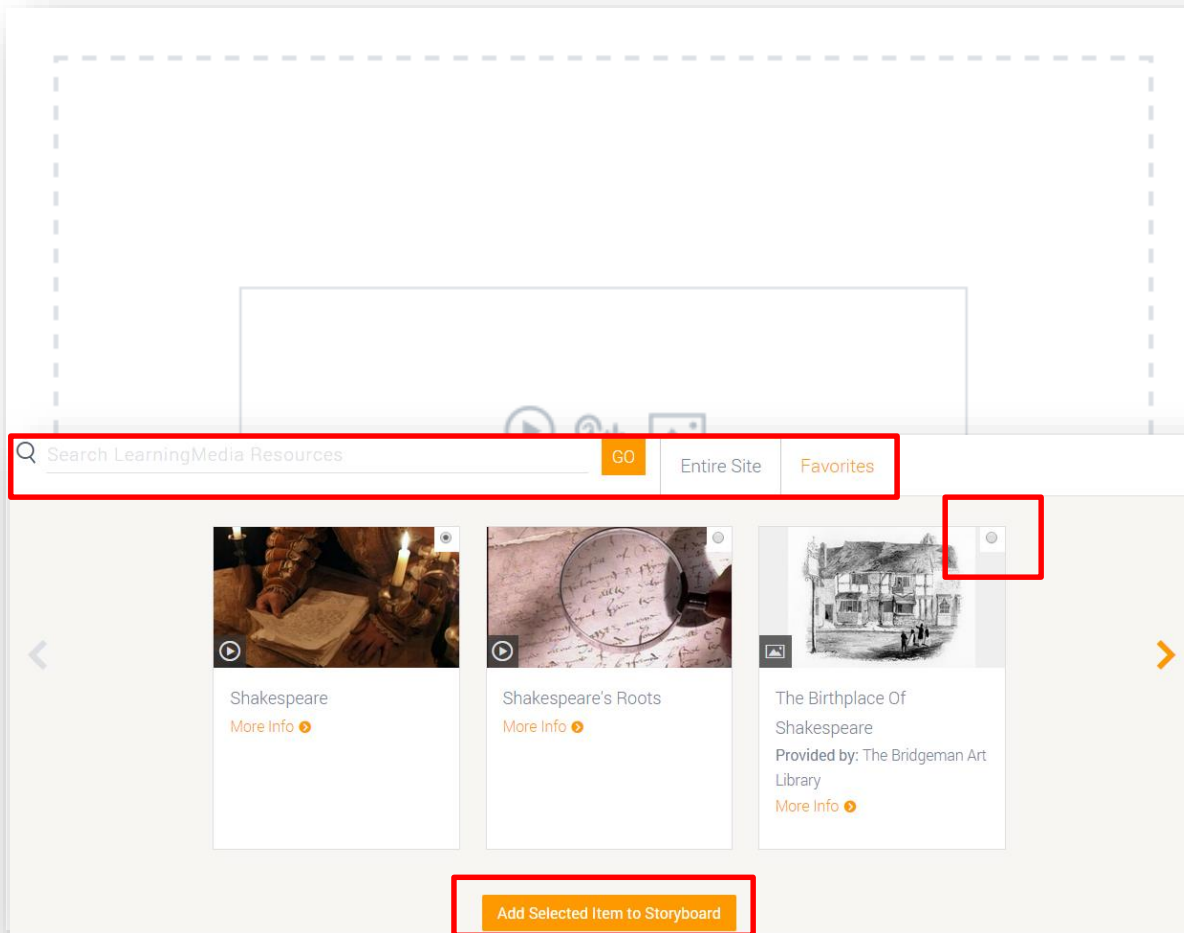 Search LearningMedia Resources
GO
Entire Site
Favorites
Shakespeare
More Info
Shakespeare's Roots
More Info
The Birthplace Of
Shakespeare
Provided by: The Bridgeman Art
Library
More Info
Add Selected Item to Storyboard